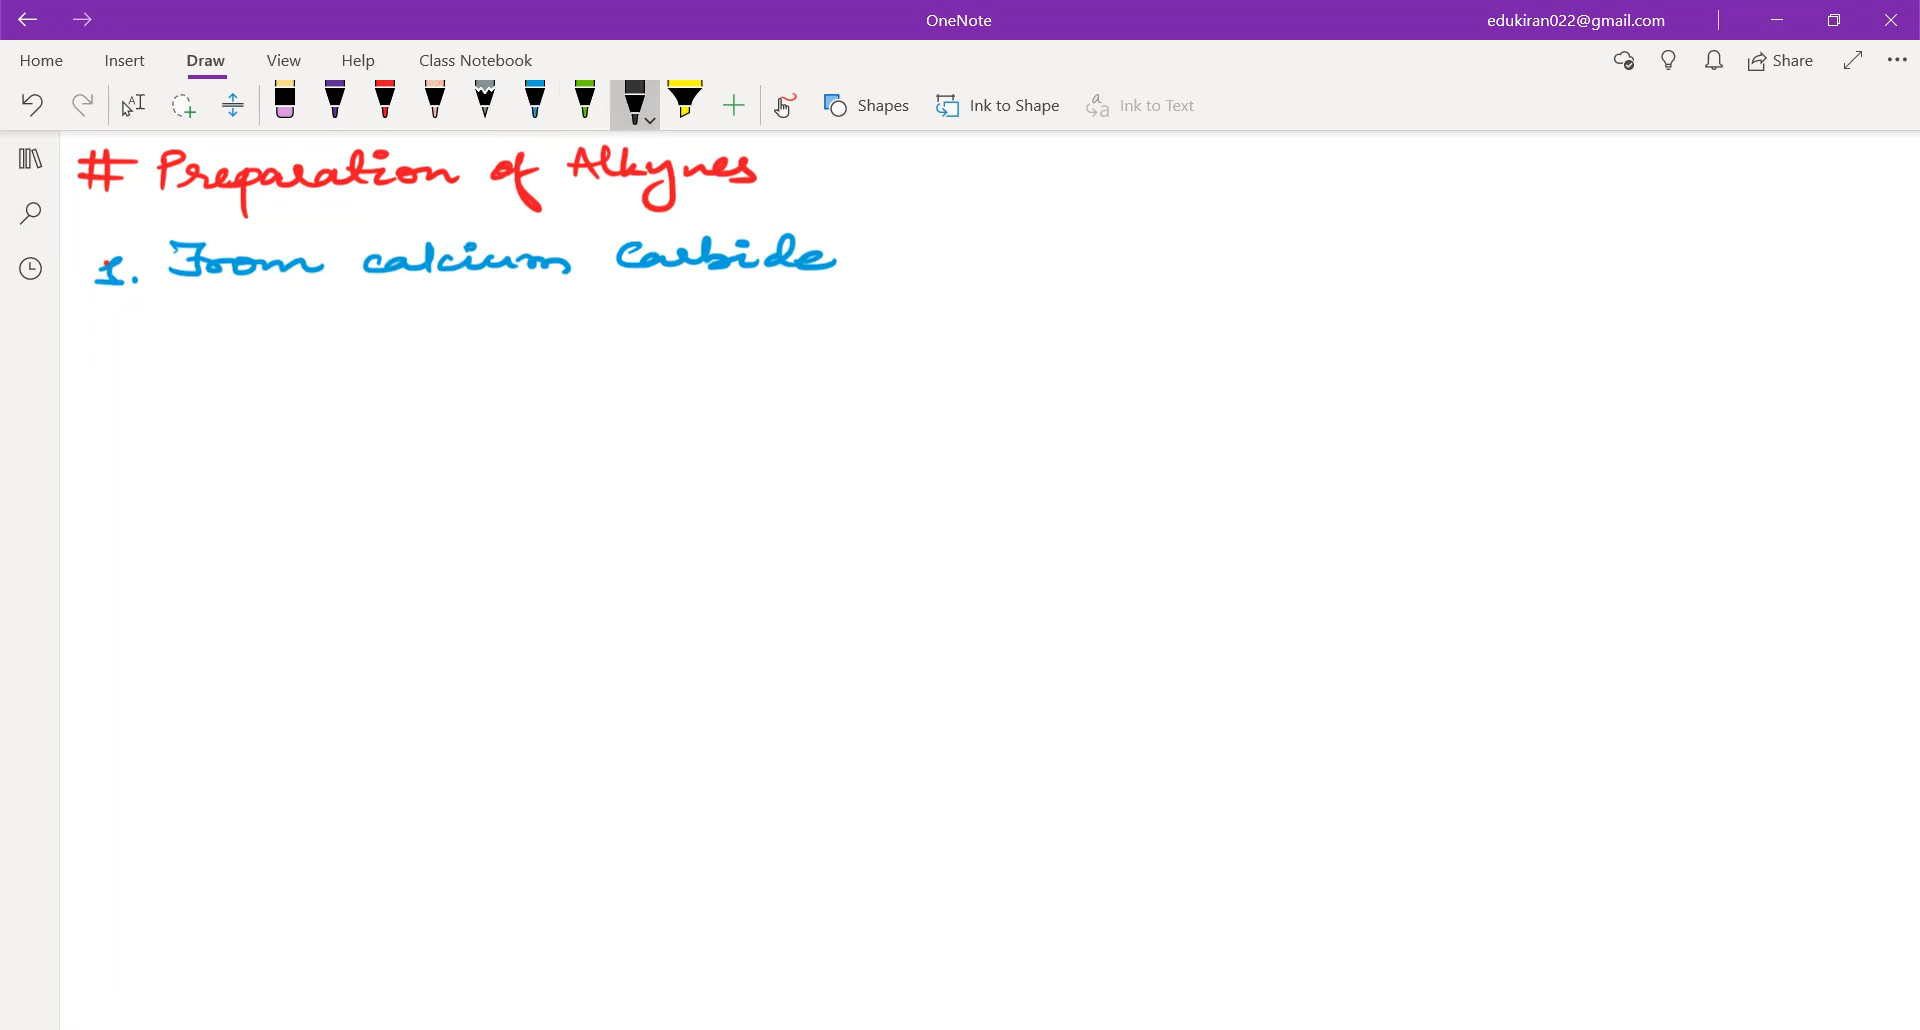 OneNote
edukiran022@gmail.com
Home Insert Draw View Help Class Notebook
Share
Shapes Ink to Shape Ink to Text
# Preparation of Alkynes
1. From calcium Carbide